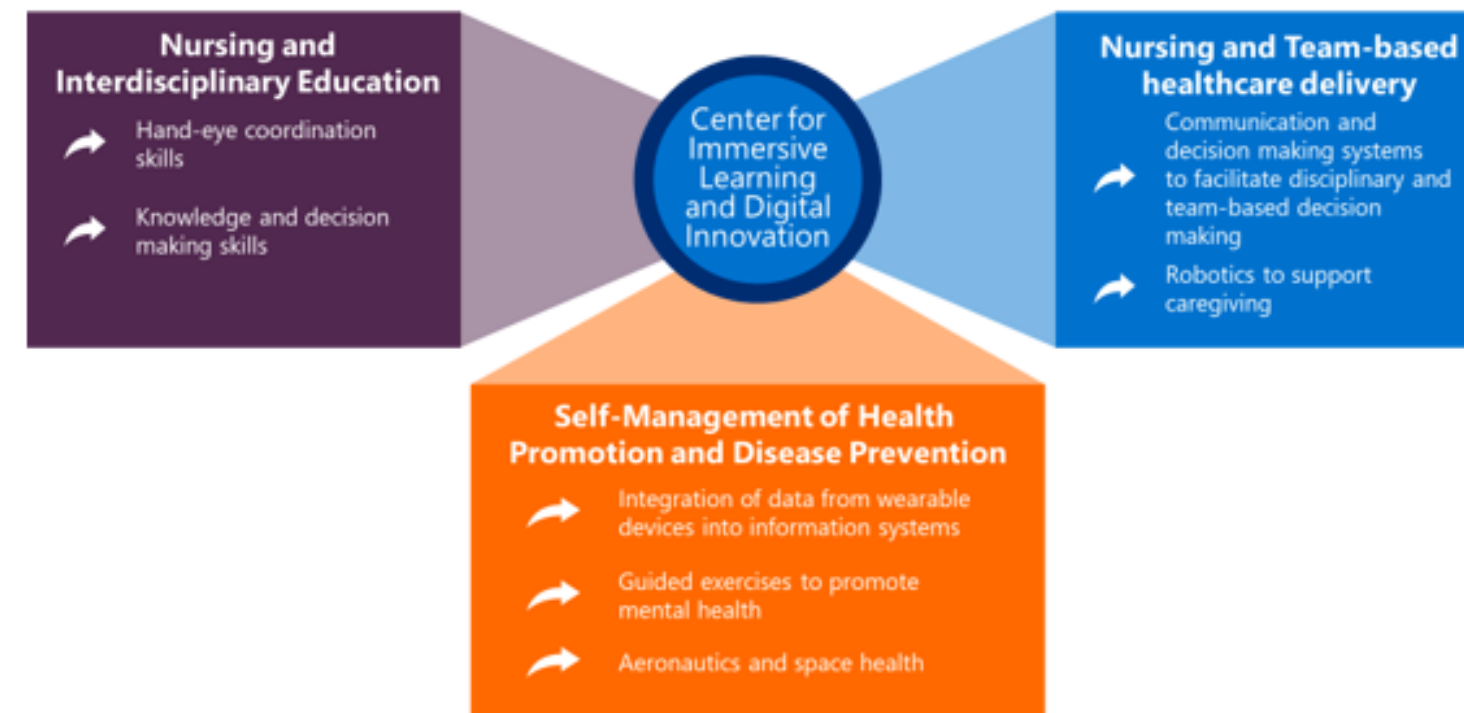 Nursing and
Interdisciplinary Education
Hand-eye coordination
skills
Knowledge and decision
making skills
Center for
Immersive
Learning
and Digital
Innovation
Nursing and Team-based
healthcare delivery
Communication and
decision making systems
to facilitate disciplinary and
team-based decision
making
Robotics to support
caregiving
Self-Management of Health
Promotion and Disease Prevention
Integration of data from wearable
devices into information systems
Guided exercises to promote
mental health
Aeronautics and space health